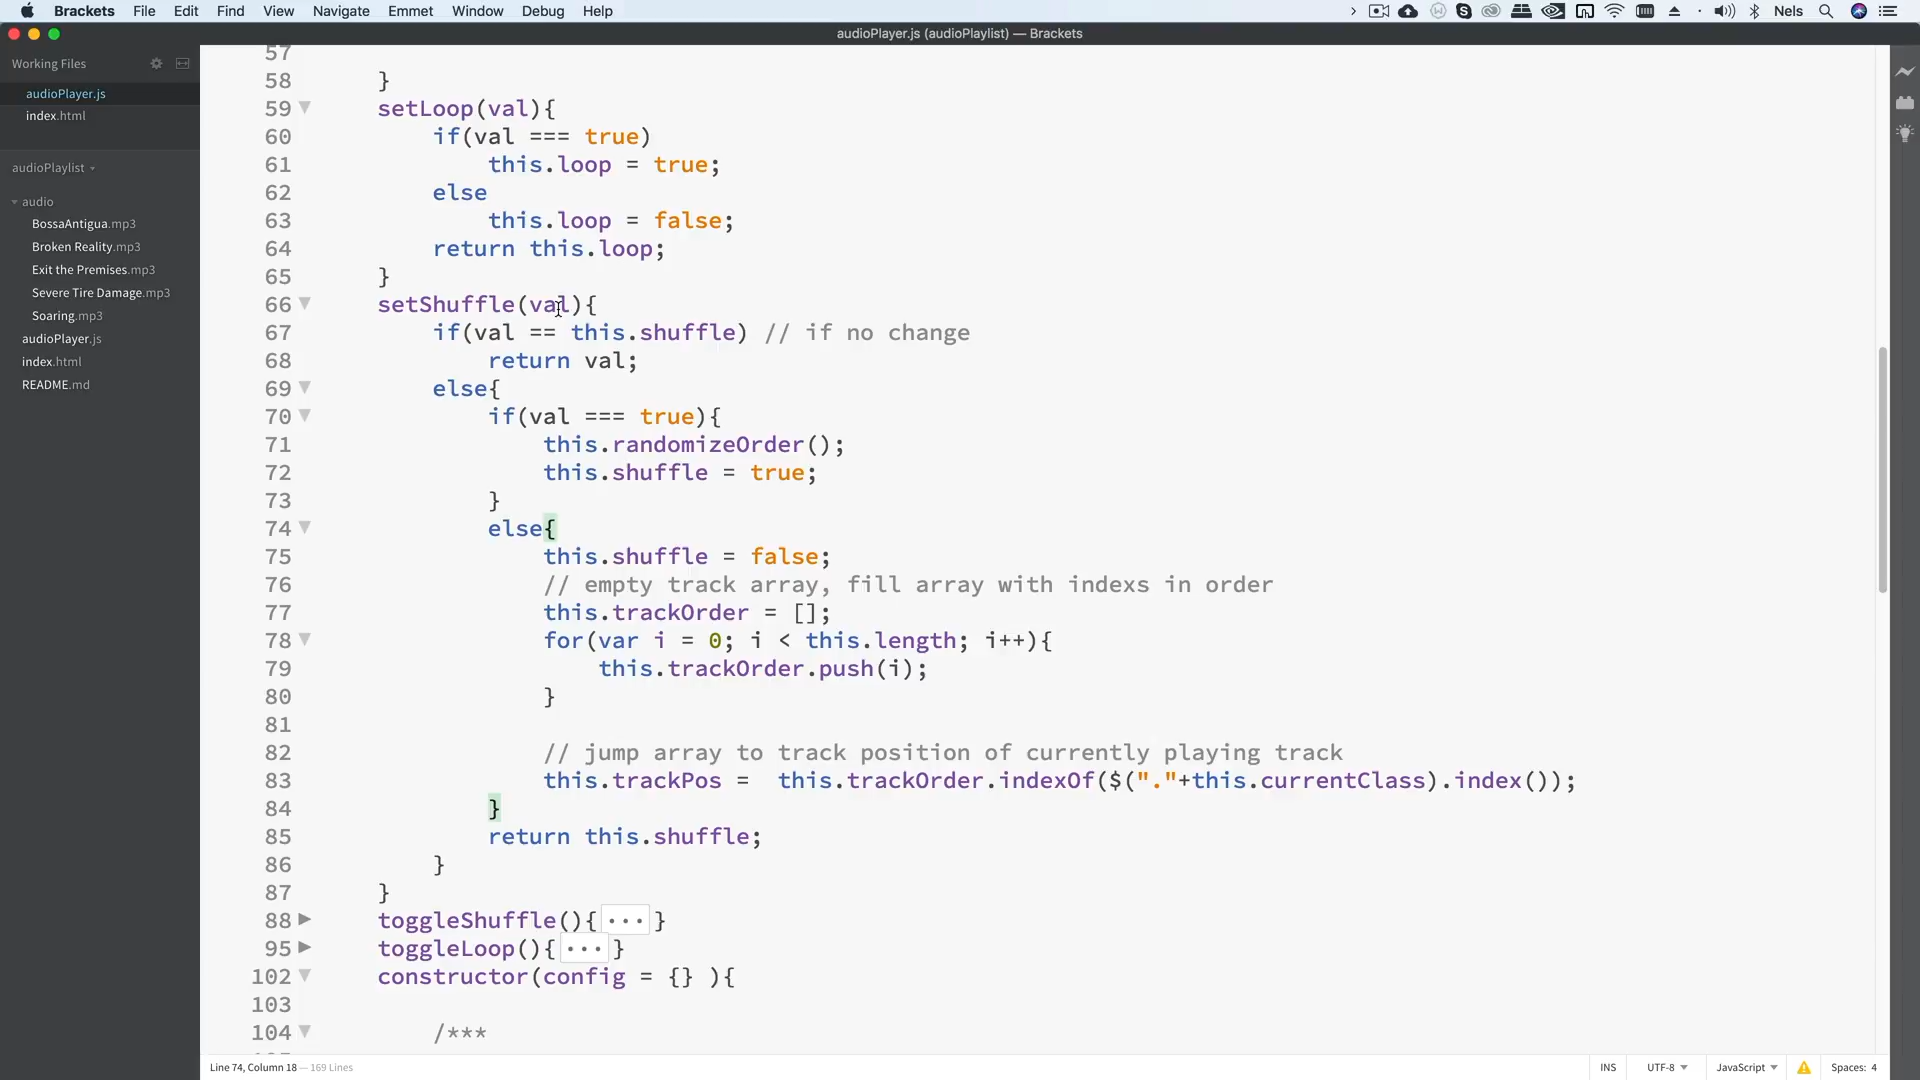 Brackets File Edit Find View Navigate Emmet Window Debug Help Nels
audioPlayer.js (audioPlaylist) — Brackets
Working Files
audioPlayer.js
index.html
audioPlaylist
audio
BossaAntigua.mp3
Broken Reality.mp3
Exit the Premises.mp3
Severe Tire Damage.mp3
Soaring.mp3
audioPlayer.js
index.html
README.md
57
58 }
59 setLoop(val){
60 if(val === true)
61 this.loop = true;
62 else
63 this.loop = false;
64 return this.loop;
65 }
66 setShuffle(val){
67 if(val == this.shuffle) // if no change
68 return val;
69 else{
70 if(val === true){
71 this.randomizeOrder();
72 this.shuffle = true;
73 }
74 else{
75 this.shuffle = false;
76 // empty track array, fill array with indexs in order
77 this.trackOrder = [];
78 for(var i = 0; i < this.length; i++){
79 this.trackOrder.push(i);
80 }
81
82 // jump array to track position of currently playing track
83 this.trackPos =  this.trackOrder.indexOf($("."+this.currentClass).index());
84 }
85 return this.shuffle;
86 }
87 }
88 toggleShuffle(){...}
95 toggleLoop(){...}
102 constructor(config = {} ){
103
104 /***
Line 74, Column 18 — 169 Lines INS UTF-8 JavaScript Spaces: 4